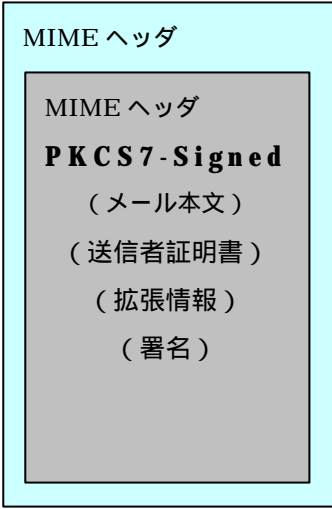 MIME ヘッダ
MIME ヘッダ
PKCS7-Signed
(メール本文)
(送信者証明書)
(拡張情報)
(署名)